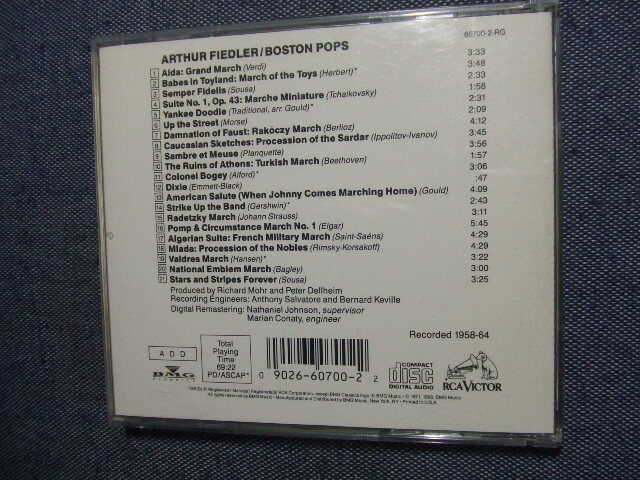 60700-2-RG
ARTHUR FIEDLER/BOSTON POPS
1 Aida: Grand March (Verdi) 3:33
2 Babes in Toyland: March of the Toys (Herbert)* 3:48
3 Semper Fidelis (Sousa) 2:33
4 Suite No. 1, Op. 43: Marche Miniature (Tchaikovsky) 1:58
5 Yankee Doodle (Traditional, arr. Gould)* 2:31
6 Up the Street (Morse) 2:09
7 Damnation of Faust: Rakóczy March (Berlioz) 4:12
8 Caucasian Sketches: Procession of the Sardar (Ippolitov-Ivanov) 3:45
9 Sambre et Meuse (Planquette) 3:56
10 The Ruins of Athens: Turkish March (Beethoven) 1:57
11 Colonel Bogey (Alford)* 3:06
12 Dixie (Emmett-Black) :47
13 American Salute (When Johnny Comes Marching Home) (Gould) 4:09
14 Strike Up the Band (Gershwin)* 2:43
15 Radetzky March (Johann Strauss) 3:11
16 Pomp & Circumstance March No. 1 (Elgar) 5:45
17 Algerian Suite: French Military March (Saint-Saëns) 4:29
18 Mlada: Procession of the Nobles (Rimsky-Korsakoff) 4:29
19 Valdres March (Hansen)* 3:22
20 National Emblem March (Bagley) 3:00
21 Stars and Stripes Forever (Sousa) 3:25
Produced by Richard Mohr and Peter Dellheim
Recording Engineers: Anthony Salvatore and Bernard Keville
Digital Remastering: Nathaniel Johnson, supervisor
Marian Conaty, engineer
Recorded 1958-64
A D D
BMG
CLASSICS
Total
Playing
Time
69:22
PD/ASCAP*
0 9026-60700-2 2
COMPACT
disc
DIGITAL AUDIO
RCA VICTOR